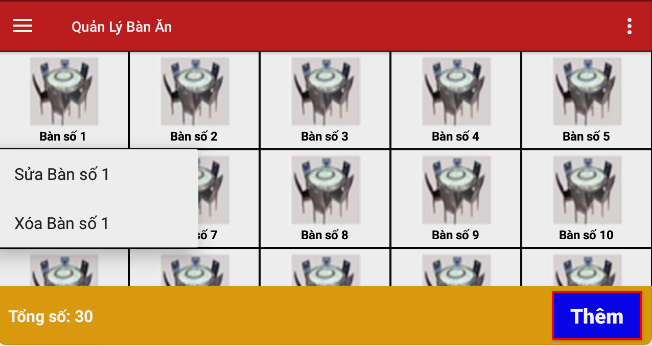 Quản Lý Bàn Ăn
Bàn số 1
Bàn số 2
Bàn số 3
Bàn số 4
Bàn số 5
Sửa Bàn số 1
Xóa Bàn số 1
số 7
Bàn số 8
Bàn số 9
Bàn số 10
Tổng số: 30
Thêm